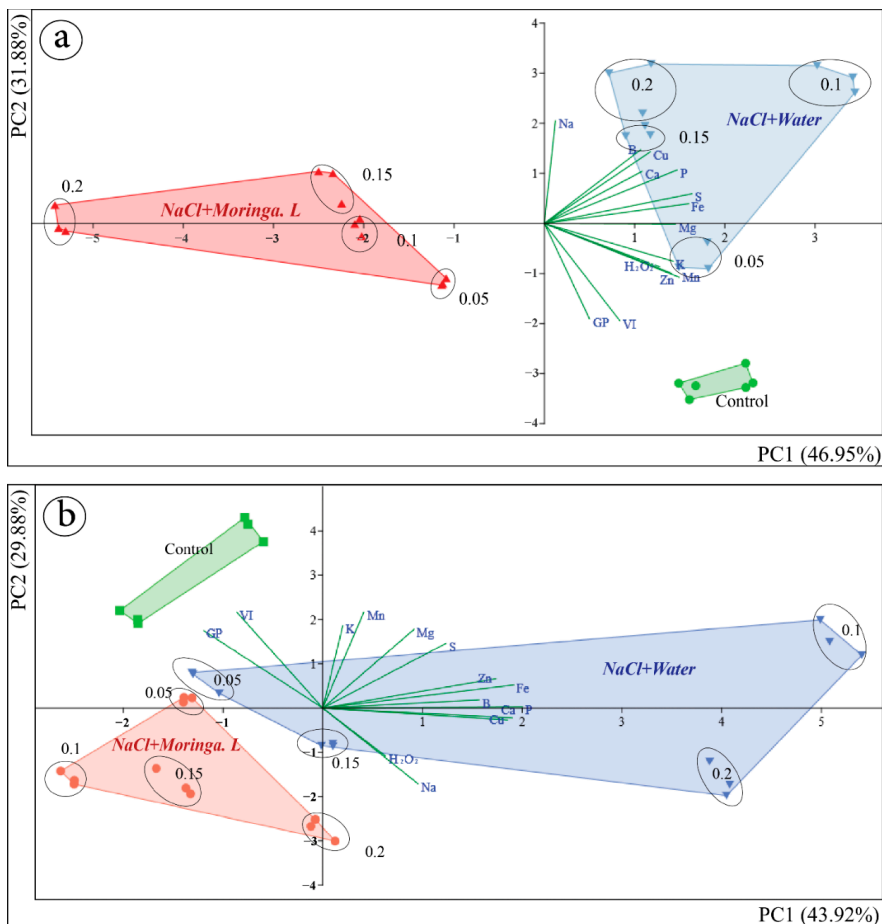 a
PC2 (31.88%)
4
3
2
1
−1
−2
−3
−4
−5
−4
−3
−2
−1
1
2
3
0.2
0.1
NaCl+Water
0.15
Na
B
Cu
Ca
P
S
Fe
Mg
K
H₂O₂
Zn
Mn
0.05
GP
VI
0.2
0.15
NaCl+Moringa. L
0.1
0.05
Control
PC1 (46.95%)
b
PC2 (29.88%)
4
3
2
1
−1
−2
−3
−4
−2
−1
1
2
3
4
5
Control
VI
GP
K
Mn
Mg
S
0.1
NaCl+Water
Zn
Fe
0.05
0.05
B
Ca
P
Cu
NaCl+Moringa. L
0.1
0.15
0.15
H₂O₂
Na
0.2
0.2
PC1 (43.92%)